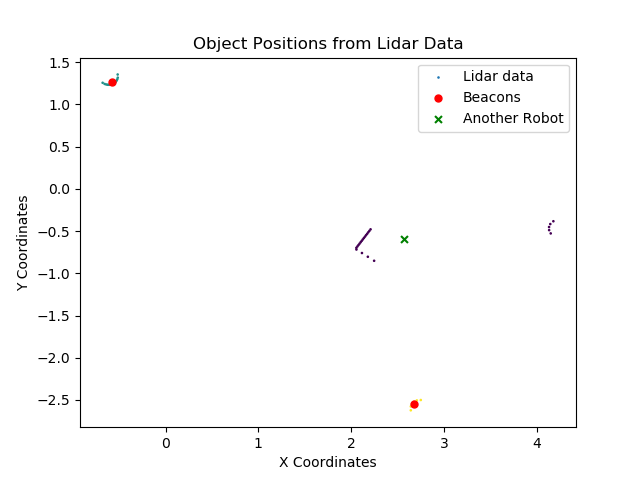 Object Positions from Lidar Data
Lidar data
Beacons
Another Robot
Y Coordinates
1.5
1.0
0.5
0.0
−0.5
−1.0
−1.5
−2.0
−2.5
0 1 2 3 4
X Coordinates